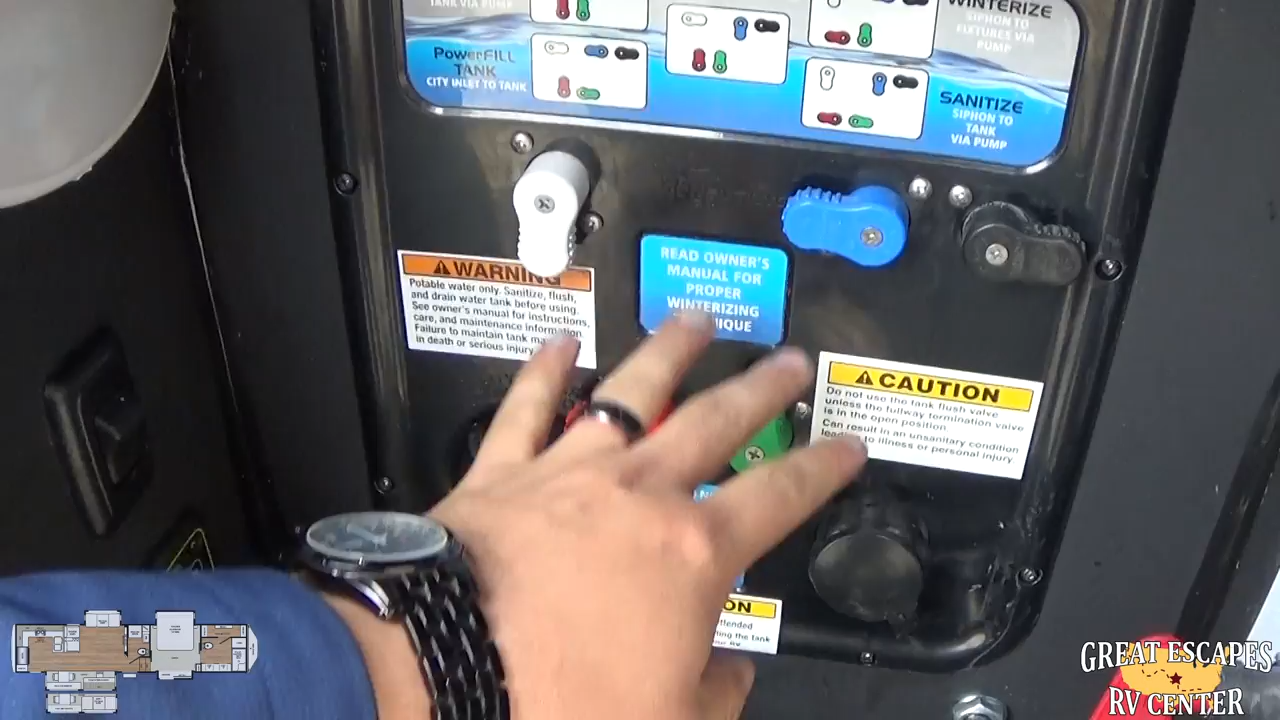 TANK VIA PUMP
WINTERIZE
SIPHON TO
FIXTURES VIA
PUMP
PowerFILL
TANK
CITY INLET TO TANK
SANITIZE
SIPHON TO
TANK
VIA PUMP
WARNING
Potable water only. Sanitize, flush,
and drain water tank before using.
See owner's manual for instructions,
care, and maintenance information.
Failure to maintain tank
in death or serious injury
READ OWNER'S
MANUAL FOR
PROPER
WINTERIZING
CAUTION
Do not use the tank flush valve
unless the fullway termination valve
is in the open position.
Can result in an unsanitary condition
to illness or personal injury.
the tank
GREAT ESCAPES
RV CENTER